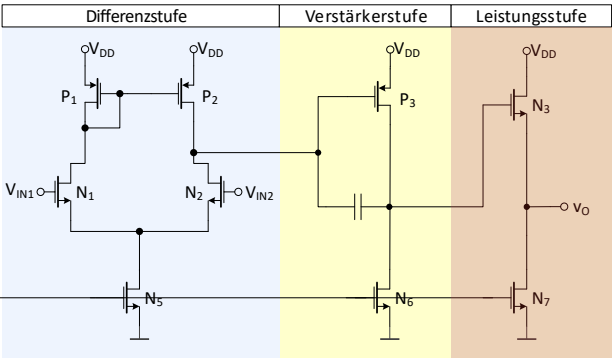 Differenzstufe
Verstärkerstufe
Leistungsstufe
VDD
VDD
VDD
VDD
P1
P2
P3
N3
VIN1
N1
N2
VIN2
vO
N5
N6
N7